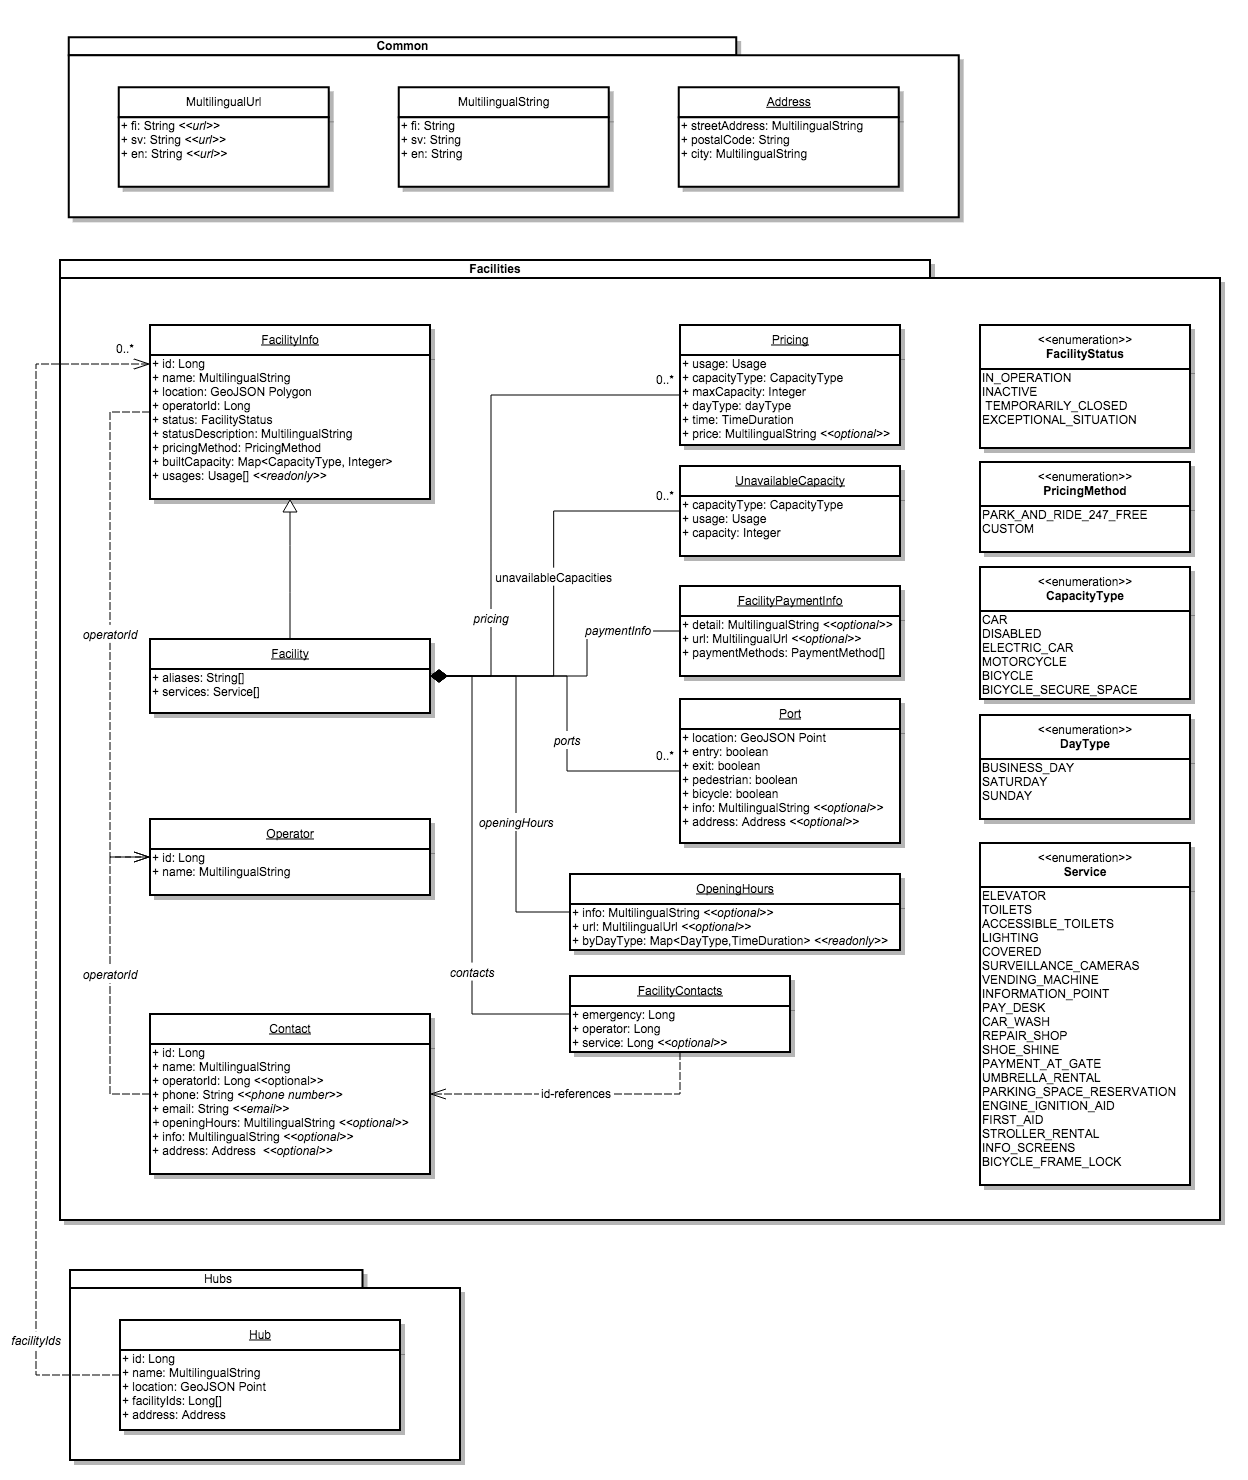 Common
MultilingualUrl
+ fi: String <<url>>
+ sv: String <<url>>
+ en: String <<url>>
MultilingualString
+ fi: String
+ sv: String
+ en: String
Address
+ streetAddress: MultilingualString
+ postalCode: String
+ city: MultilingualString
Facilities
FacilityInfo
+ id: Long
+ name: MultilingualString
+ location: GeoJSON Polygon
+ operatorId: Long
+ status: FacilityStatus
+ statusDescription: MultilingualString
+ pricingMethod: PricingMethod
+ builtCapacity: Map<CapacityType, Integer>
+ usages: Usage[] <<readonly>>
0..*
Pricing
+ usage: Usage
+ capacityType: CapacityType
+ maxCapacity: Integer
+ dayType: dayType
+ time: TimeDuration
+ price: MultilingualString <<optional>>
0..*
<<enumeration>>
FacilityStatus
IN_OPERATION
INACTIVE
TEMPORARILY_CLOSED
EXCEPTIONAL_SITUATION
UnavailableCapacity
+ capacityType: CapacityType
+ usage: Usage
+ capacity: Integer
0..*
<<enumeration>>
PricingMethod
PARK_AND_RIDE_247_FREE
CUSTOM
unavailableCapacities
pricing
paymentInfo
FacilityPaymentInfo
+ detail: MultilingualString <<optional>>
+ url: MultilingualUrl <<optional>>
+ paymentMethods: PaymentMethod[]
<<enumeration>>
CapacityType
CAR
DISABLED
ELECTRIC_CAR
MOTORCYCLE
BICYCLE
BICYCLE_SECURE_SPACE
operatorId
Facility
+ aliases: String[]
+ services: Service[]
ports
0..*
Port
+ location: GeoJSON Point
+ entry: boolean
+ exit: boolean
+ pedestrian: boolean
+ bicycle: boolean
+ info: MultilingualString <<optional>>
+ address: Address <<optional>>
<<enumeration>>
DayType
BUSINESS_DAY
SATURDAY
SUNDAY
openingHours
Operator
+ id: Long
+ name: MultilingualString
OpeningHours
+ info: MultilingualString <<optional>>
+ url: MultilingualUrl <<optional>>
+ byDayType: Map<DayType,TimeDuration> <<readonly>>
<<enumeration>>
Service
ELEVATOR
TOILETS
ACCESSIBLE_TOILETS
LIGHTING
COVERED
SURVEILLANCE_CAMERAS
VENDING_MACHINE
INFORMATION_POINT
PAY_DESK
CAR_WASH
REPAIR_SHOP
SHOE_SHINE
PAYMENT_AT_GATE
UMBRELLA_RENTAL
PARKING_SPACE_RESERVATION
ENGINE_IGNITION_AID
FIRST_AID
STROLLER_RENTAL
INFO_SCREENS
BICYCLE_FRAME_LOCK
operatorId
contacts
FacilityContacts
+ emergency: Long
+ operator: Long
+ service: Long <<optional>>
Contact
+ id: Long
+ name: MultilingualString
+ operatorId: Long <<optional>>
+ phone: String <<phone number>>
+ email: String <<email>>
+ openingHours: MultilingualString <<optional>>
+ info: MultilingualString <<optional>>
+ address: Address <<optional>>
id-references
Hubs
facilityIds
Hub
+ id: Long
+ name: MultilingualString
+ location: GeoJSON Point
+ facilityIds: Long[]
+ address: Address